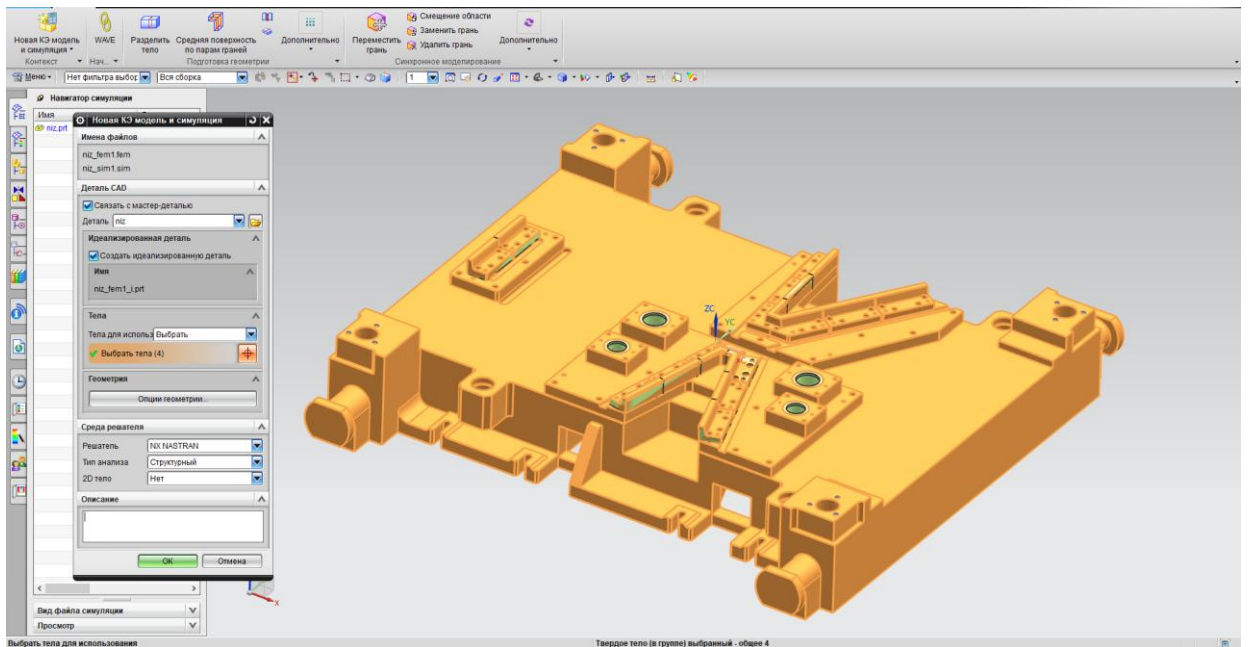 Новая КЭ модель и симуляция
WAVE
Разделить тело
Средняя поверхность по парам граней
Дополнительно
Переместить грань
Смещение области
Заменить грань
Удалить грань
Дополнительно
Контекст
Нач...
Подготовка геометрии
Синхронное моделирование
Меню
Нет фильтра выбор
Вся сборка
1
Навигатор симуляции
Имя
niz.prt
Новая КЭ модель и симуляция
Имена файлов
niz_fem1.fem
niz_sim1.sim
Деталь CAD
Связать с мастер-деталью
Деталь niz
Идеализированная деталь
Создать идеализированную деталь
Имя
niz_fem1_i.prt
Тела
Тела для использ Выбрать
Выбрать тела (4)
Геометрия
Опции геометрии...
Среда решателя
Решатель NX NASTRAN
Тип анализа Структурный
2D тело Нет
Описание
OK Отмена
ZC
YC
X
Вид файла симуляции
Просмотр
Выбрать тела для использования
Твердое тело (в группе) выбранный - общее 4